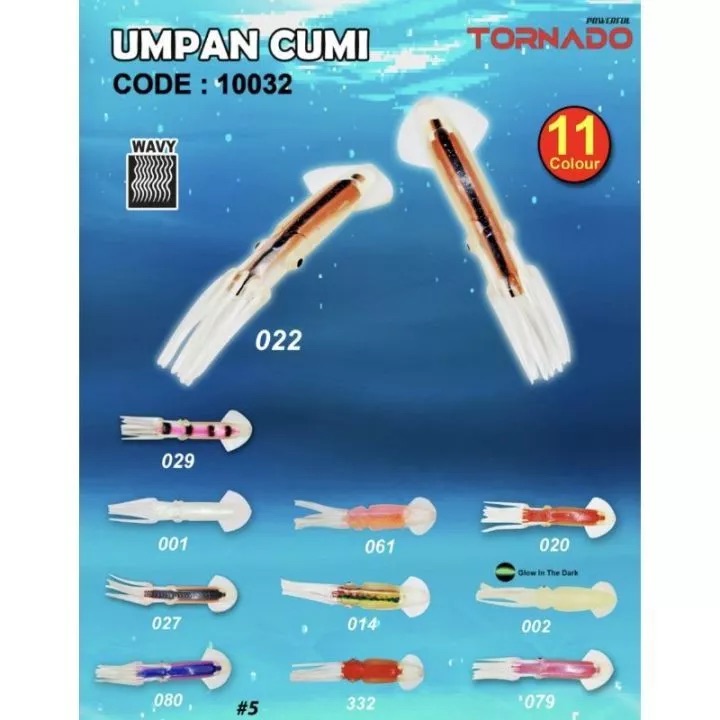 UMPAN CUMI
POWERFUL
TORNADO
CODE : 10032
11
Colour
WAVY
022
029
001
061
020
Glow In The Dark
027
014
002
080
332
079
#5